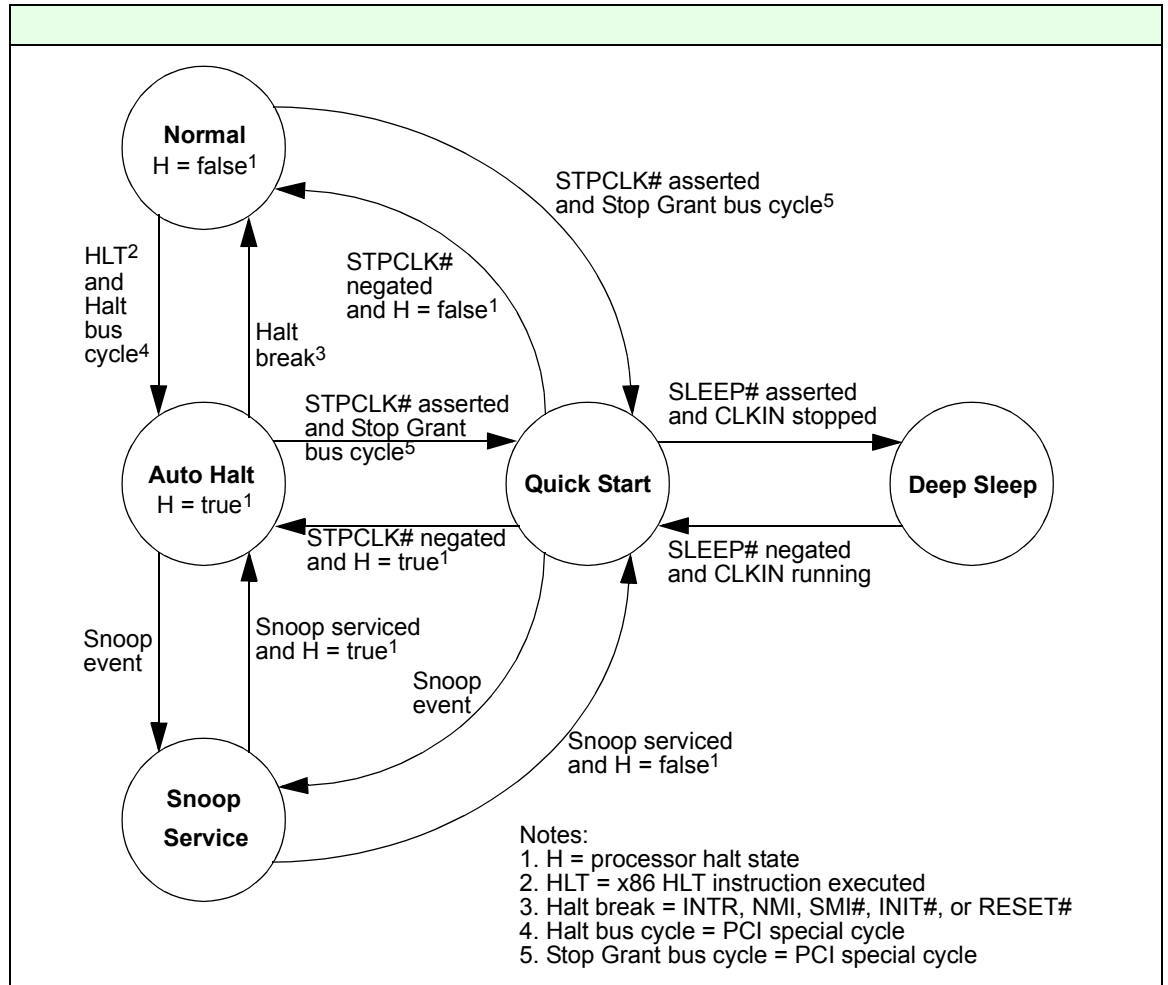 Normal
H = false1
STPCLK# asserted
and Stop Grant bus cycle5
HLT2
and
Halt
bus
cycle4
STPCLK#
negated
and H = false1
Halt
break3
STPCLK# asserted
and Stop Grant
bus cycle5
SLEEP# asserted
and CLKIN stopped
Auto Halt
H = true1
Quick Start
Deep Sleep
STPCLK# negated
and H = true1
SLEEP# negated
and CLKIN running
Snoop
event
Snoop serviced
and H = true1
Snoop
event
Snoop serviced
and H = false1
Snoop
Service
Notes:
1. H = processor halt state
2. HLT = x86 HLT instruction executed
3. Halt break = INTR, NMI, SMI#, INIT#, or RESET#
4. Halt bus cycle = PCI special cycle
5. Stop Grant bus cycle = PCI special cycle